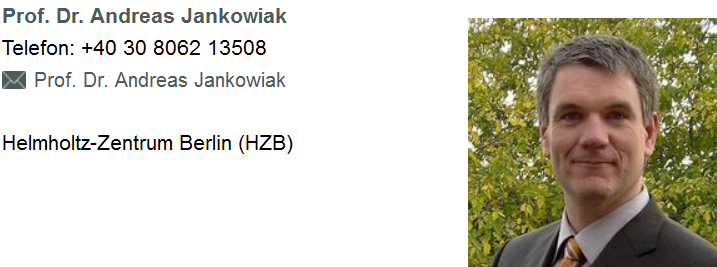 Prof. Dr. Andreas Jankowiak
Telefon: +40 30 8062 13508
Prof. Dr. Andreas Jankowiak
Helmholtz-Zentrum Berlin (HZB)